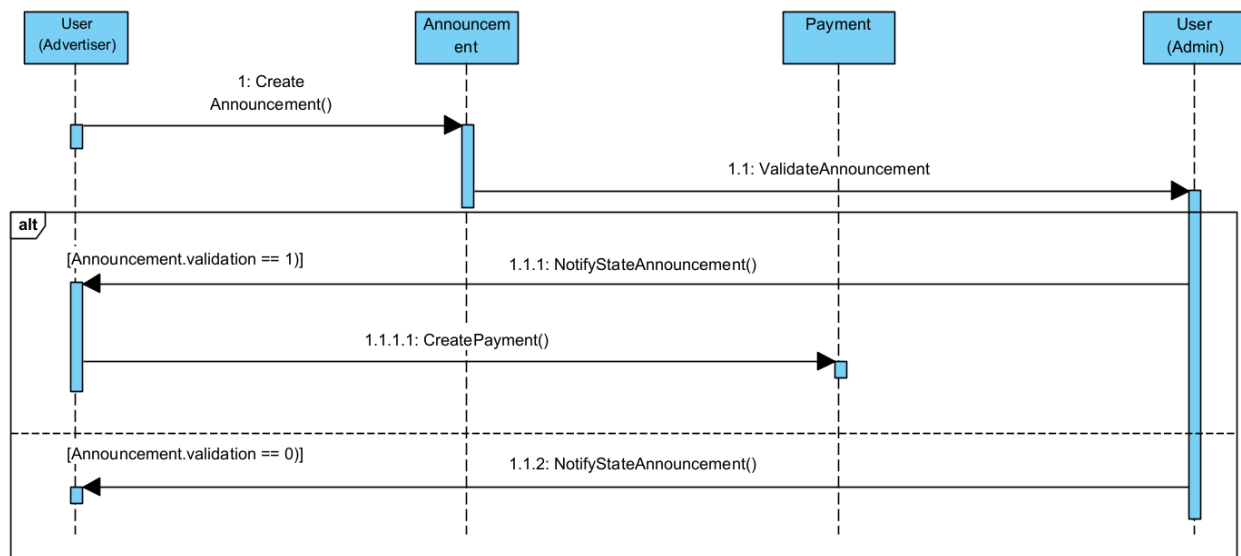 User
(Advertiser)
Announcem
ent
Payment
User
(Admin)
1: Create
Announcement()
1.1: ValidateAnnouncement
alt
[Announcement.validation == 1)]
1.1.1: NotifyStateAnnouncement()
1.1.1.1: CreatePayment()
[Announcement.validation == 0)]
1.1.2: NotifyStateAnnouncement()